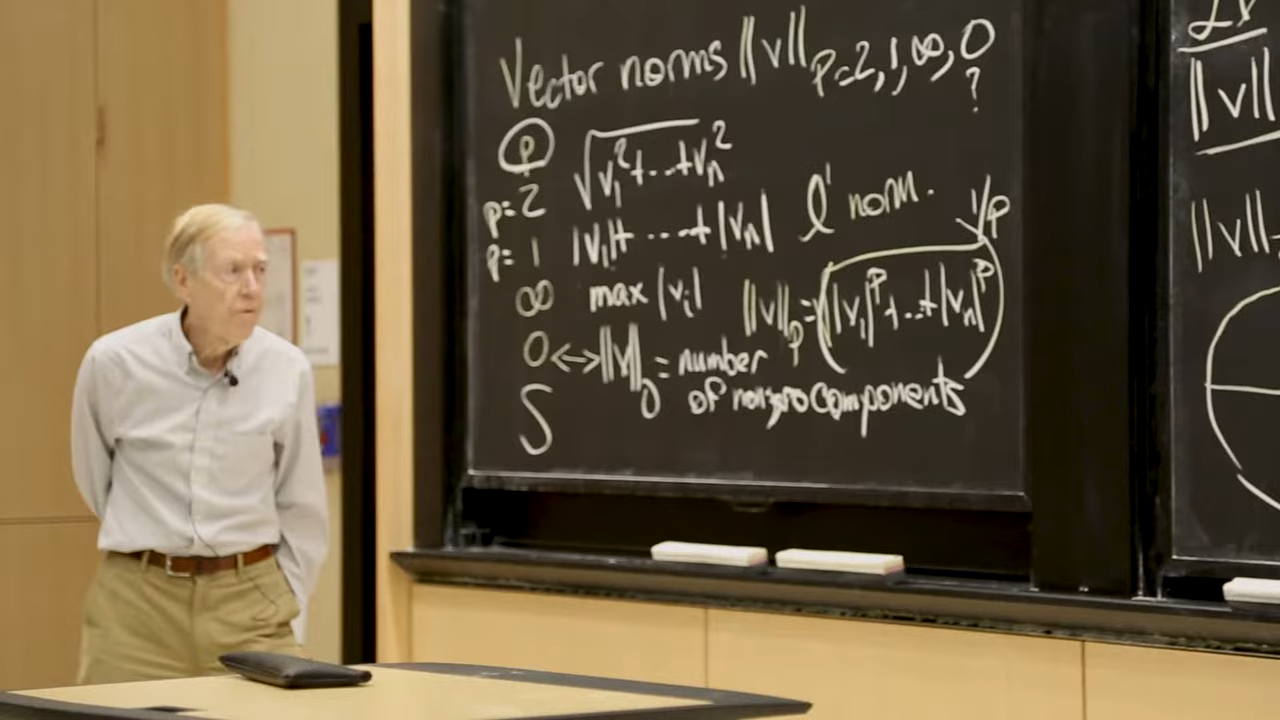 Vector norms ||v|| p=2,1,∞,0
?
p
p=2 √v₁²+...+vₙ²
p=1 |v₁|+...+|vₙ| ℓ¹ norm.
∞ max |vᵢ| ||v||ₚ=(|v₁|ᵖ+...+|vₙ|ᵖ)^1/p
0 <-> ||v||₀ = number
of nonzero components
S
||v||
||v||